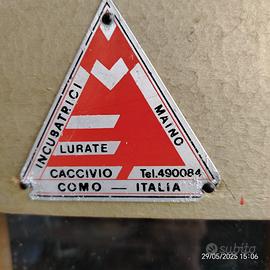 INCUBATRICI
MAINO
LURATE
CACCIVIO Tel.490084
COMO — ITALIA
subito
29/05/2025 15:06